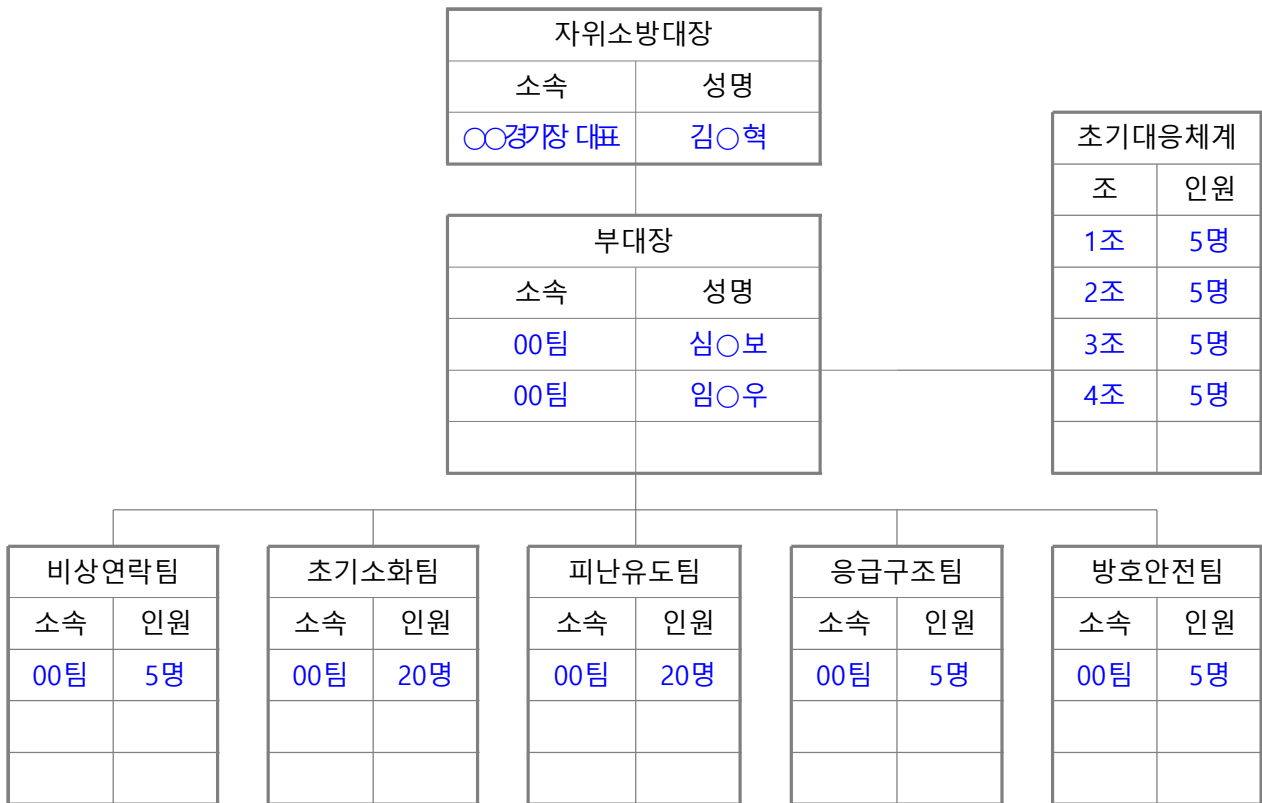 자위소방대장
소속 성명
○○경기장 대표 김○혁
초기대응체계
조 인원
1조 5명
2조 5명
3조 5명
4조 5명
부대장
소속 성명
00팀 심○보
00팀 임○우
비상연락팀 초기소화팀 피난유도팀 응급구조팀 방호안전팀
소속 인원 소속 인원 소속 인원 소속 인원 소속 인원
00팀 5명 00팀 20명 00팀 20명 00팀 5명 00팀 5명